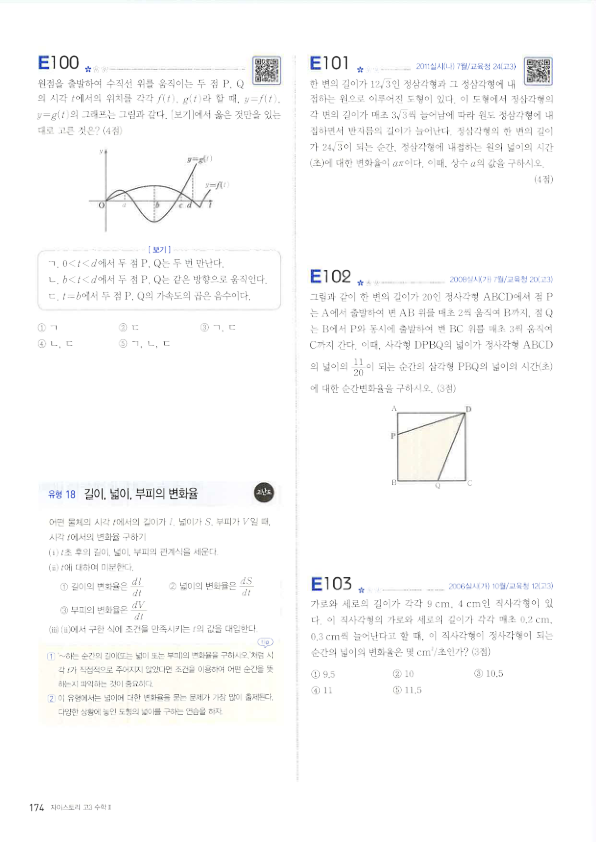 E100
원점을 출발하여 수직선 위를 움직이는 두 점 P, Q
의 시각 t에서의 위치를 각각 f(t), g(t)라 할 때, y=f(t),
y=g(t)의 그래프는 그림과 같다. [보기]에서 옳은 것만을 있는
대로 고른 것은? (4점)
y
y=g(t)
y=f(t)
O a b c d t
[보기]
ㄱ. 0<t<d에서 두 점 P, Q는 두 번 만난다.
ㄴ. b<t<d에서 두 점 P, Q는 같은 방향으로 움직인다.
ㄷ. t=b에서 두 점 P, Q의 가속도의 곱은 음수이다.
① ㄱ ② ㄷ ③ ㄱ, ㄷ
④ ㄴ, ㄷ ⑤ ㄱ, ㄴ, ㄷ
유형 18 길이, 넓이, 부피의 변화율 고난도
어떤 물체의 시각 t에서의 길이가 l, 넓이가 S, 부피가 V일 때,
시각 t에서의 변화율 구하기
(i) t초 후의 길이, 넓이, 부피의 관계식을 세운다.
(ii) t에 대하여 미분한다.
① 길이의 변화율은 dl/dt ② 넓이의 변화율은 dS/dt
③ 부피의 변화율은 dV/dt
(iii) (ii)에서 구한 식에 조건을 만족시키는 t의 값을 대입한다.
Tip
① '~하는 순간의 길이(또는 넓이 또는 부피)의 변화율을 구하시오.'처럼 시
각 t가 직접적으로 주어지지 않았다면 조건을 이용하여 어떤 순간을 뜻
하는지 파악하는 것이 중요하다.
② 이 유형에서는 넓이에 대한 변화율을 묻는 문제가 가장 많이 출제된다.
다양한 상황에 놓인 도형의 넓이를 구하는 연습을 하자.
174 자이스토리 고3 수학 II
E101
2011실시(나) 7월/교육청 24(고3)
한 변의 길이가 12√3인 정삼각형과 그 정삼각형에 내
접하는 원으로 이루어진 도형이 있다. 이 도형에서 정삼각형의
각 변의 길이가 매초 3√3씩 늘어남에 따라 원도 정삼각형에 내
접하면서 반지름의 길이가 늘어난다. 정삼각형의 한 변의 길이
가 24√3이 되는 순간, 정삼각형에 내접하는 원의 넓이의 시간
(초)에 대한 변화율이 aπ이다. 이때, 상수 a의 값을 구하시오.
(4점)
E102
2008실시(가) 7월/교육청 20(고3)
그림과 같이 한 변의 길이가 20인 정사각형 ABCD에서 점 P
는 A에서 출발하여 변 AB 위를 매초 2씩 움직여 B까지, 점 Q
는 B에서 P와 동시에 출발하여 변 BC 위를 매초 3씩 움직여
C까지 간다. 이때, 사각형 DPBQ의 넓이가 정사각형 ABCD
의 넓이의 11/20이 되는 순간의 삼각형 PBQ의 넓이의 시간(초)
에 대한 순간변화율을 구하시오. (3점)
A D
P
B Q C
E103
2006실시(가) 10월/교육청 12(고3)
가로와 세로의 길이가 각각 9 cm, 4 cm인 직사각형이 있
다. 이 직사각형의 가로와 세로의 길이가 각각 매초 0.2 cm,
0.3 cm씩 늘어난다고 할 때, 이 직사각형이 정사각형이 되는
순간의 넓이의 변화율은 몇 cm²/초인가? (3점)
① 9.5 ② 10 ③ 10.5
④ 11 ⑤ 11.5